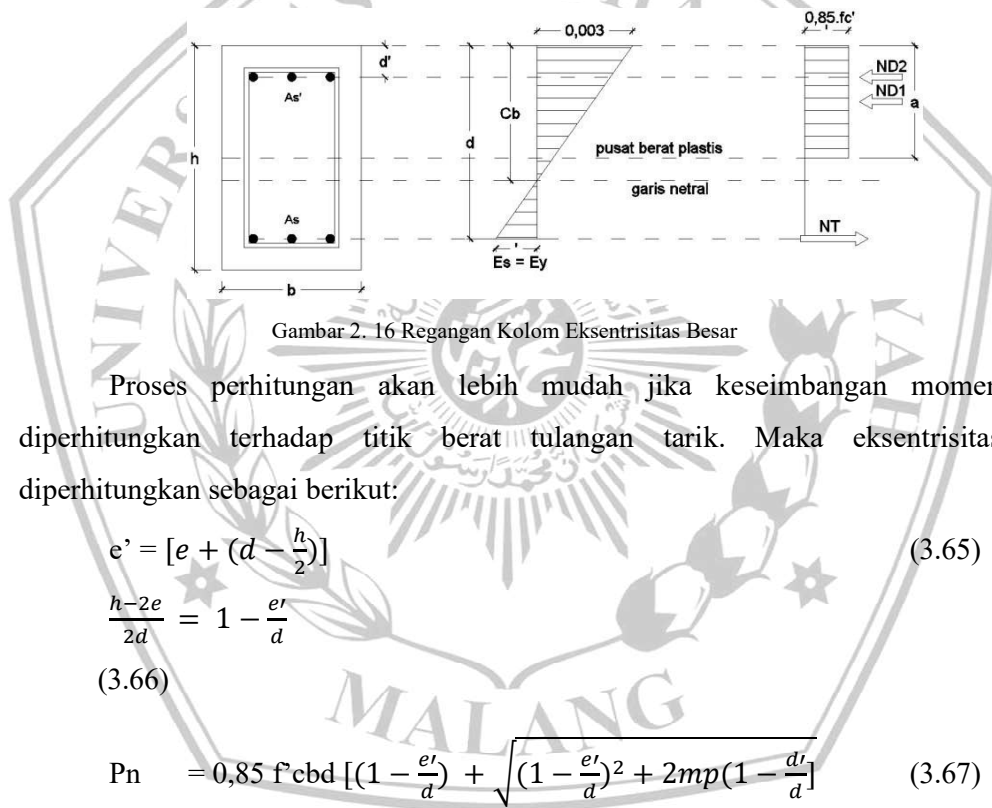 0,003
0,85.fc'
d'
ND2
As'
ND1
Cb
a
d
h
pusat berat plastis
garis netral
As
NT
Es = Ey
b
Gambar 2. 16 Regangan Kolom Eksentrisitas Besar
Proses perhitungan akan lebih mudah jika keseimbangan momen
diperhitungkan terhadap titik berat tulangan tarik. Maka eksentrisitas
diperhitungkan sebagai berikut:
e’ = [e + (d − h/2)] (3.65)
(h−2e)/2d = 1 − e′/d
(3.66)
MALANG
Pn = 0,85 f’cbd [(1 − e′/d) + √((1 − e′/d)² + 2mp(1 − d′/d] (3.67)